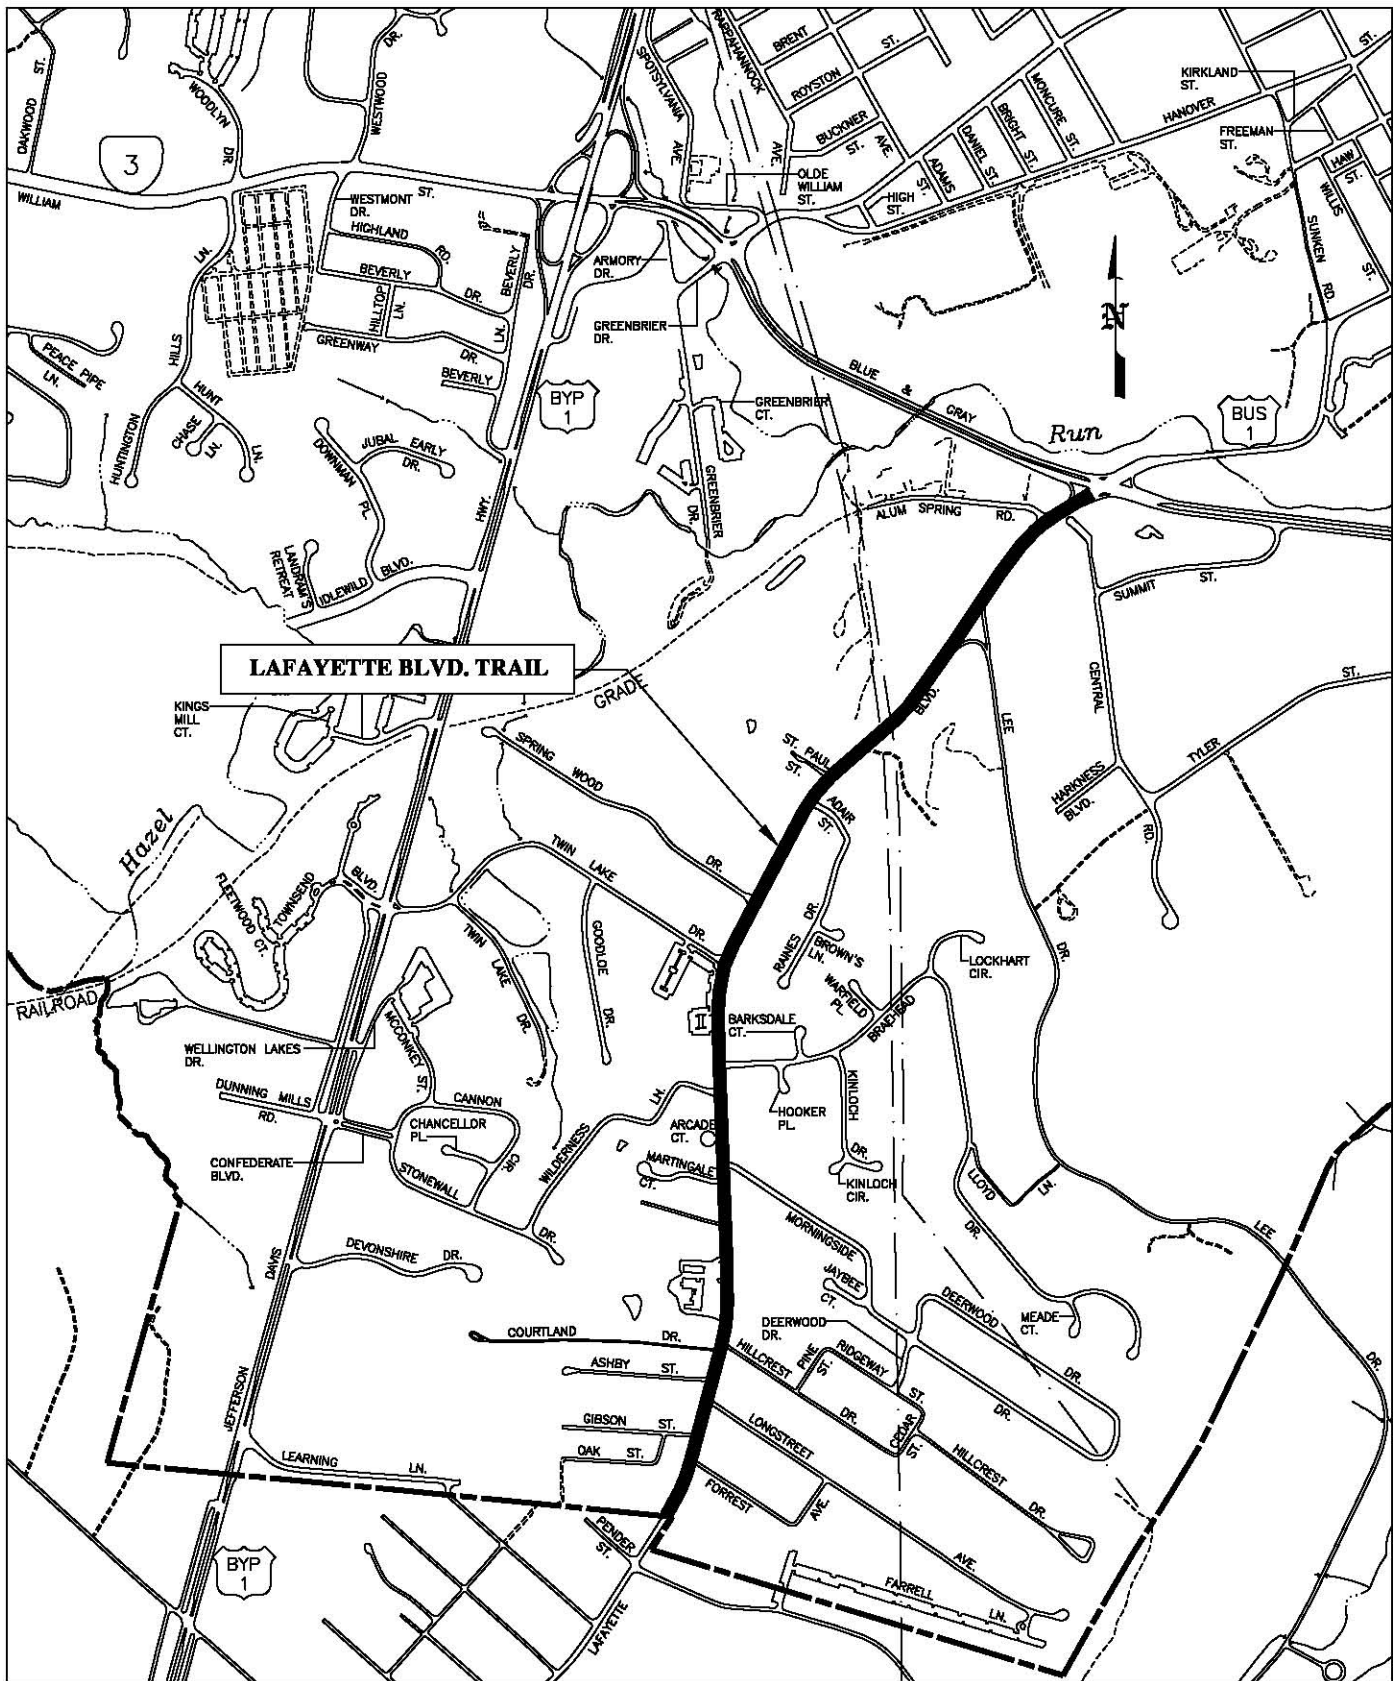 OAKWOOD ST.
WOODLYN DR.
WESTWOOD DR.
SPOTSYLVANIA AVE.
RAPPAHANNOCK AVE.
BRENT ST.
ROYSTON
BUCKNER ST.
AVE.
MONCURE ST.
BRIGHT ST.
DANIEL ST.
ADAMS ST.
HANOVER
KIRKLAND
ST.
FREEMAN
ST.
HAW ST.
WILLIS ST.
SUNKEN RD.
ST.
3
WILLIAM ST.
WESTMONT
DR.
HIGHLAND RD.
BEVERLY DR.
BEVERLY DR.
HILLTOP LN.
GREENWAY DR.
BEVERLY LN.
OLDE
WILLIAM
ST.
HIGH
ST.
ARMORY
DR.
GREENBRIER
DR.
N
HUNTINGTON HILLS LN.
PEACE PIPE LN.
HUNT LN.
CHASE LN.
BYP
1
BLUE & GRAY
BUS
1
Run
GREENBRIER
CT.
GREENBRIER DR.
JUBAL EARLY DR.
DOWNMAN PL.
HWY.
ALUM SPRING RD.
LANDRAM'S
RETREAT
IDLEWILD BLVD.
SUMMIT ST.
LAFAYETTE BLVD. TRAIL
GRADE
BLVD.
LEE
CENTRAL
ST.
TYLER
KINGS
MILL
CT.
SPRING WOOD DR.
ST. PAUL
ST.
HARKNESS
BLVD.
RD.
Hazel
ADAIR ST.
TWIN LAKE DR.
FLEETWOOD CT.
TOWNSEND BLVD.
TWIN LAKE DR.
GOODLOE DR.
RAINES DR.
BROWN'S
LN.
LOCKHART
CIR.
DR.
WARFIELD
PL.
BRAEHEAD
RAILROAD
BARKSDALE
CT.
WELLINGTON LAKES
DR.
MCCONKEY ST.
DUNNING MILLS
RD.
CANNON CIR.
CHANCELLOR
PL.
LN.
WILDERNESS
HOOKER
PL.
KINLOCH DR.
ARCADE
CT.
CONFEDERATE
BLVD.
STONEWALL DR.
MARTINGALE
CT.
KINLOCH
CIR.
LLOYD LN.
DR.
LEE DR.
MORNINGSIDE
DAVIS
DEVONSHIRE DR.
JAYBEE
CT.
DEERWOOD
DR.
MEADE
CT.
DEERWOOD DR.
DR.
COURTLAND DR.
HILLCREST DR.
PINE ST.
RIDGEWAY ST.
ASHBY ST.
JEFFERSON
GIBSON ST.
OAK ST.
LONGSTREET AVE.
CEDAR ST.
HILLCREST DR.
LEARNING LN.
FORREST AVE.
PENDER
ST.
BYP
1
FARRELL LN.
LAFAYETTE